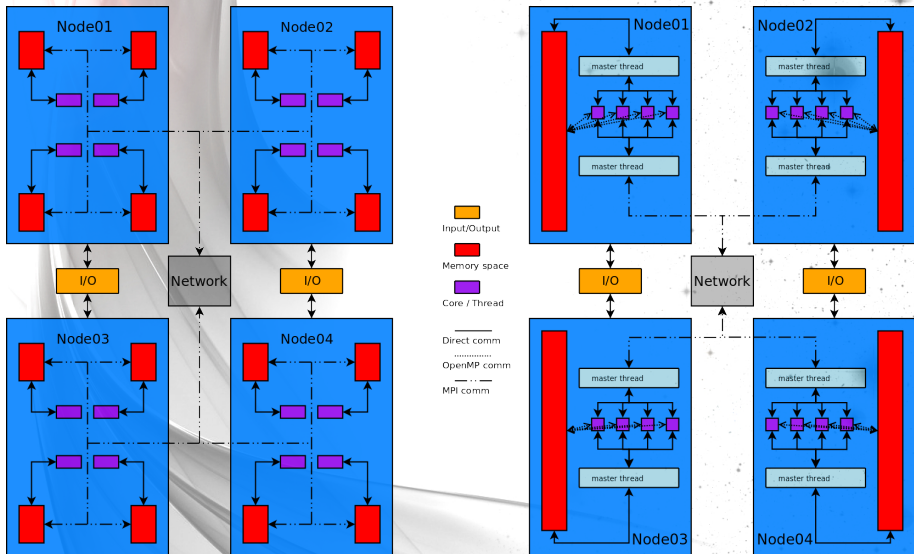 Node01
Node02
I/O
Network
I/O
Node03
Node04
Input/Output
Memory space
Core / Thread
Direct comm
OpenMP comm
MPI comm
Node01
master thread
master thread
Node02
master thread
master thread
I/O
Network
I/O
master thread
master thread
Node03
master thread
master thread
Node04